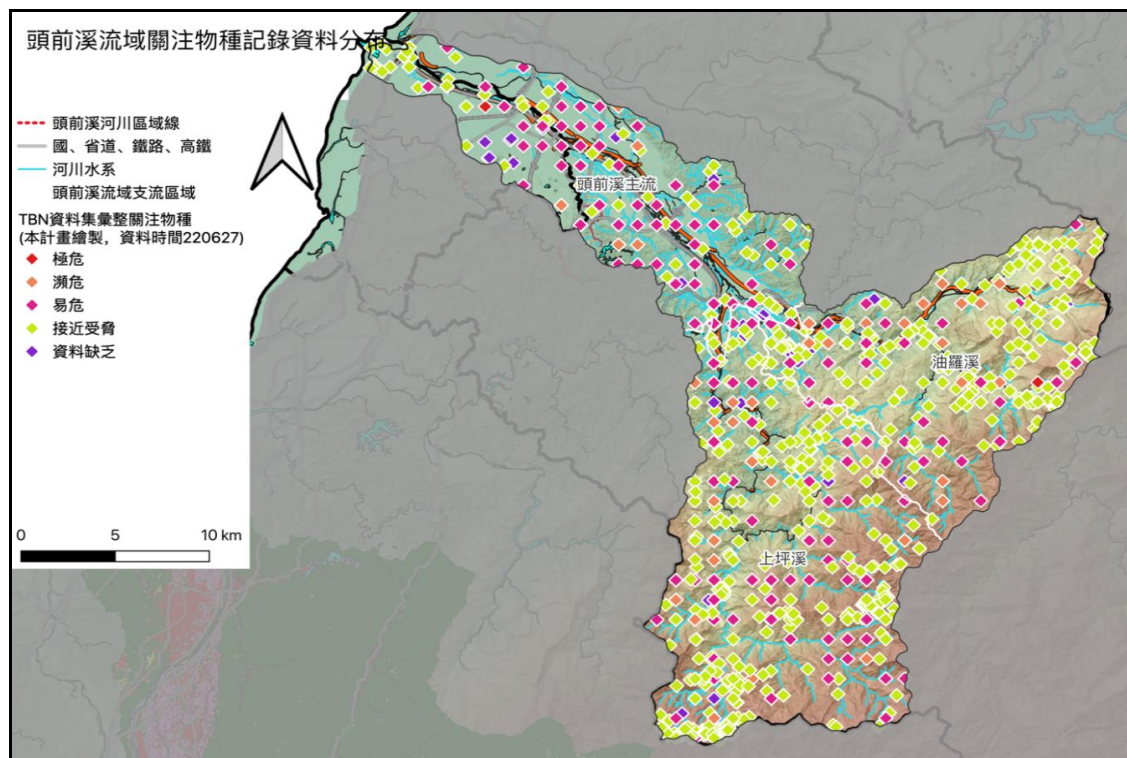 頭前溪流域關注物種記錄資料分布
頭前溪河川區域線
國、省道、鐵路、高鐵
河川水系
頭前溪流域支流區域
TBN資料集彙整關注物種
(本計畫繪製，資料時間220627)
極危
瀕危
易危
接近受脅
資料缺乏
頭前溪主流
油羅溪
上坪溪
0 5 10 km